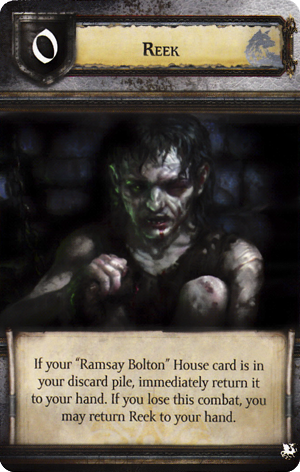 0
REEK
If your “Ramsay Bolton” House card is in
your discard pile, immediately return it
to your hand. If you lose this combat, you
may return Reek to your hand.